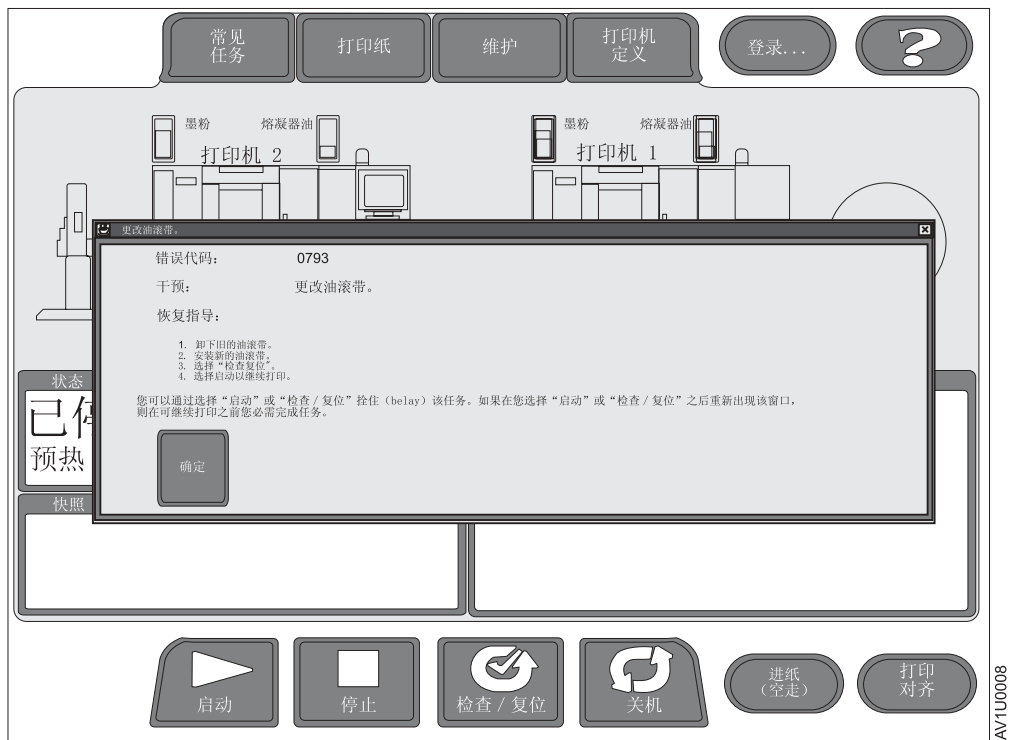 常见
任务
打印纸
维护
打印机
定义
登录...
?
墨粉
熔凝器油
打印机 2
墨粉
熔凝器油
打印机 1
更改油滚带。
错误代码： 0793
干预： 更改油滚带。
恢复指导：
1. 卸下旧的油滚带。
2. 安装新的油滚带。
3. 选择“检查复位”。
4. 选择启动以继续打印。
您可以通过选择“启动”或“检查 / 复位”拴住（belay）该任务。如果在您选择“启动”或“检查 / 复位”之后重新出现该窗口，
则在可继续打印之前您必需完成任务。
确定
状态
已停
预热
快照
启动
停止
检查 / 复位
关机
进纸
（空走）
打印
对齐
AV1U0008